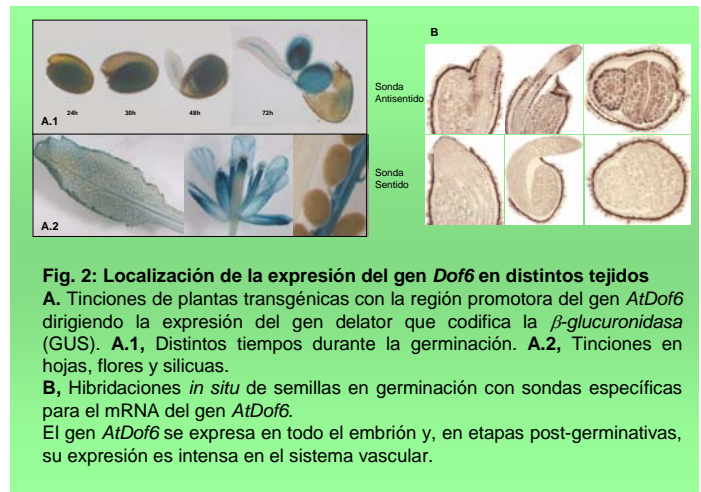 B
24h 30h 48h 72h
A.1
A.2
Sonda
Antisentido
Sonda
Sentido
Fig. 2: Localización de la expresión del gen Dof6 en distintos tejidos
A. Tinciones de plantas transgénicas con la región promotora del gen AtDof6
dirigiendo la expresión del gen delator que codifica la β-glucuronidasa
(GUS). A.1, Distintos tiempos durante la germinación. A.2, Tinciones en
hojas, flores y silicuas.
B, Hibridaciones in situ de semillas en germinación con sondas específicas
para el mRNA del gen AtDof6.
El gen AtDof6 se expresa en todo el embrión y, en etapas post-germinativas,
su expresión es intensa en el sistema vascular.